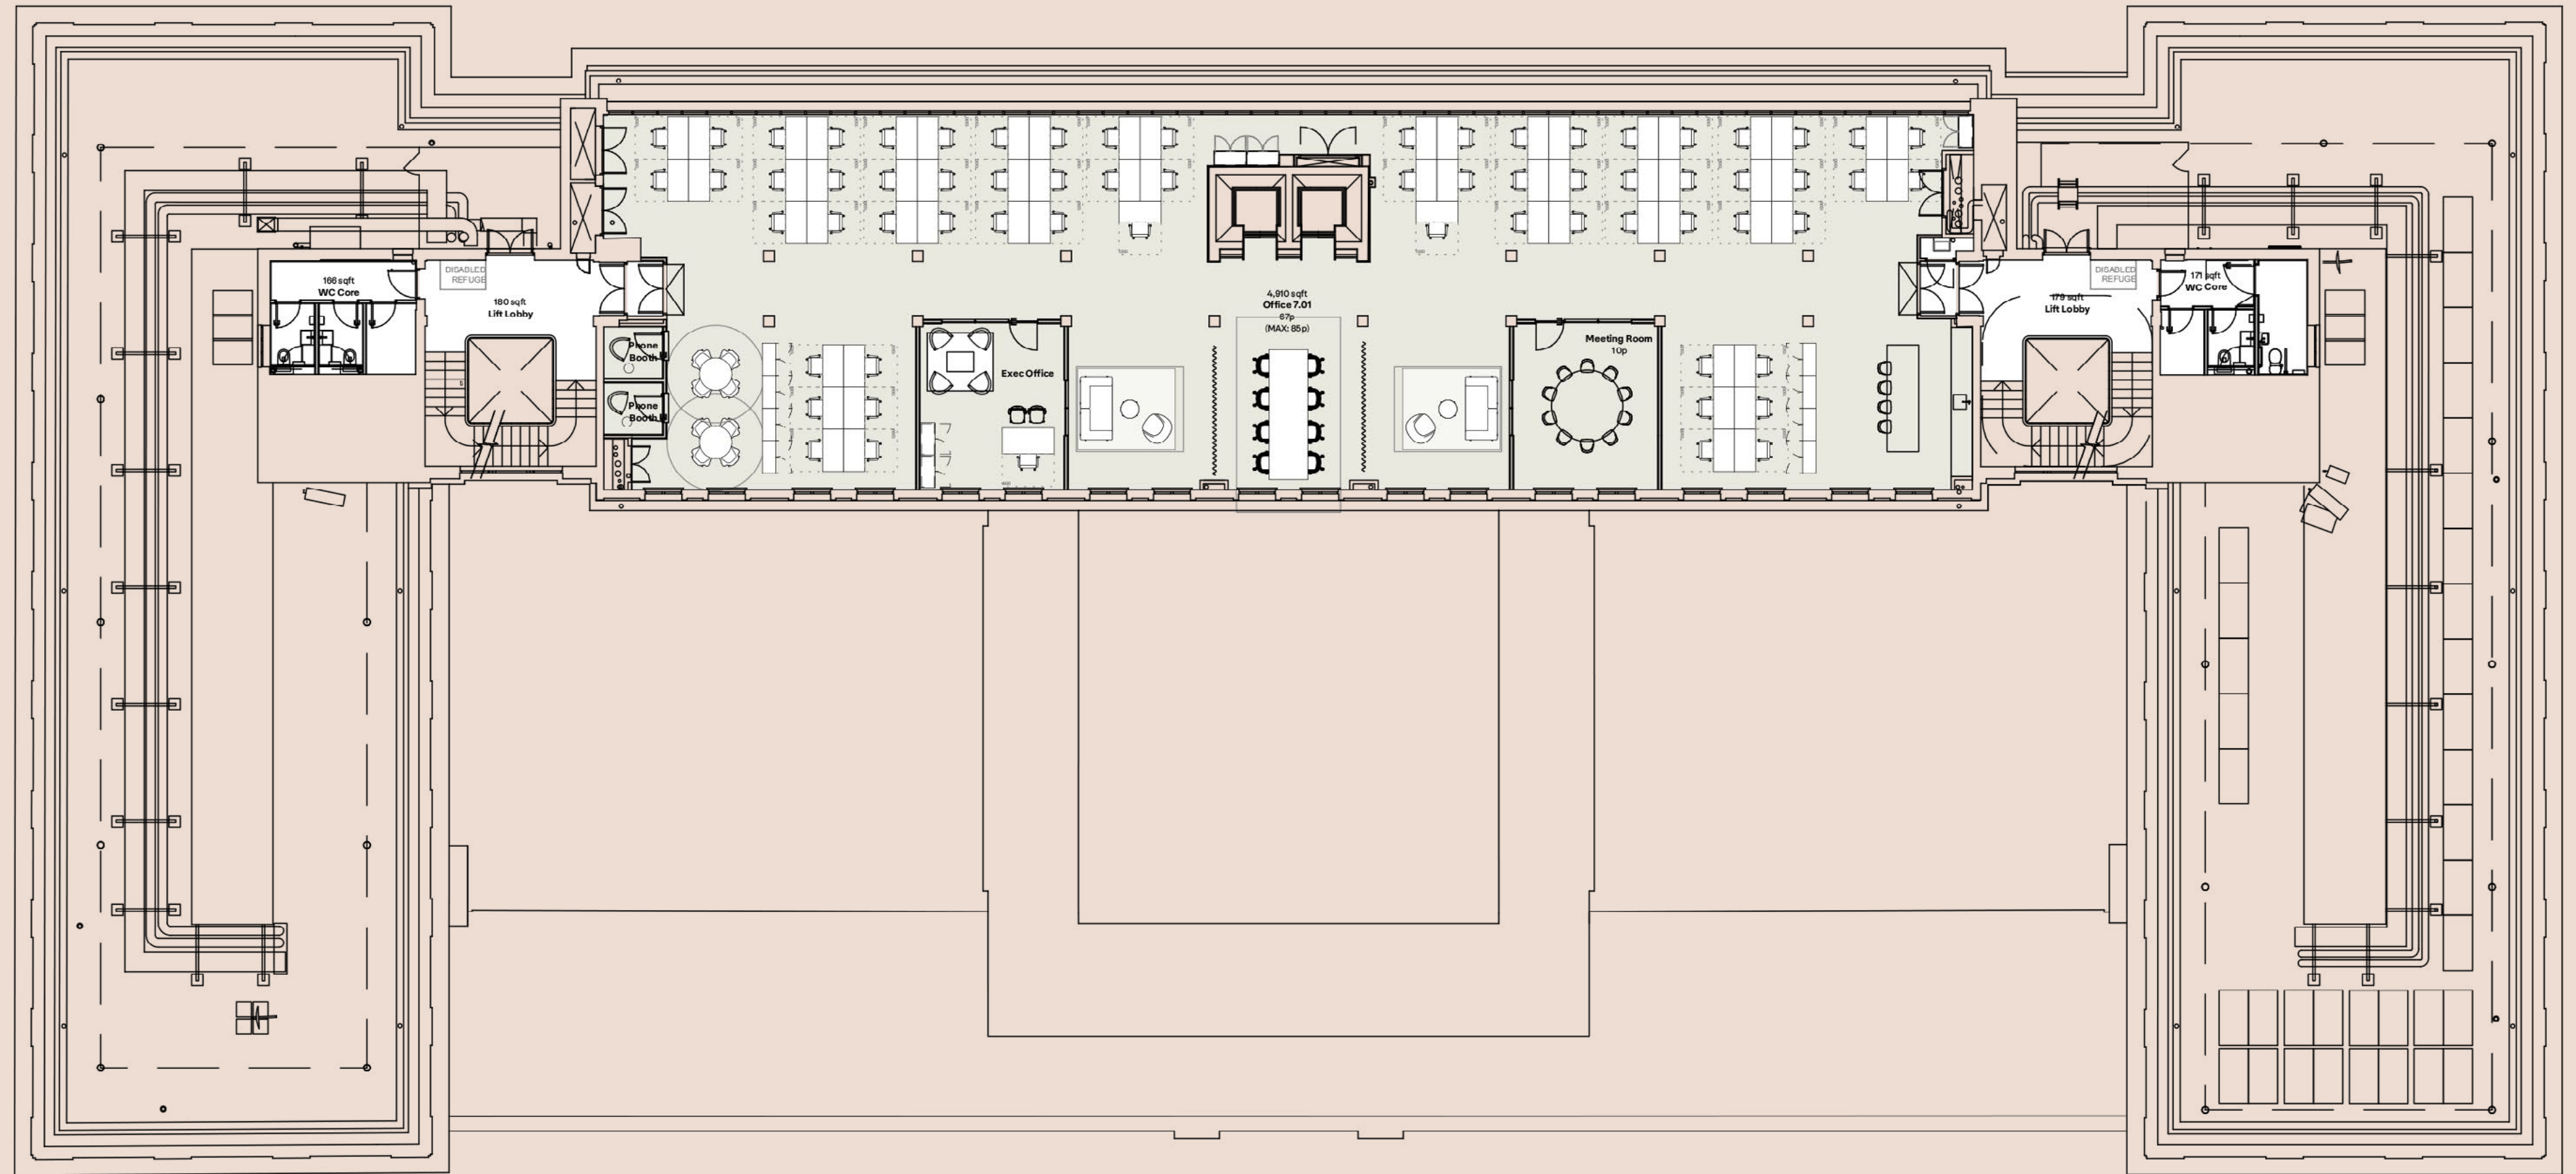 DISABLED
REFUGE
166 sqft
WC Core
180 sqft
Lift Lobby
4,910 sqft
Office 7.01
67p
(MAX: 85p)
DISABLED
REFUGE
171 sqft
WC Core
179 sqft
Lift Lobby
Phone
Booth
Phone
Booth
Exec Office
Meeting Room
10p